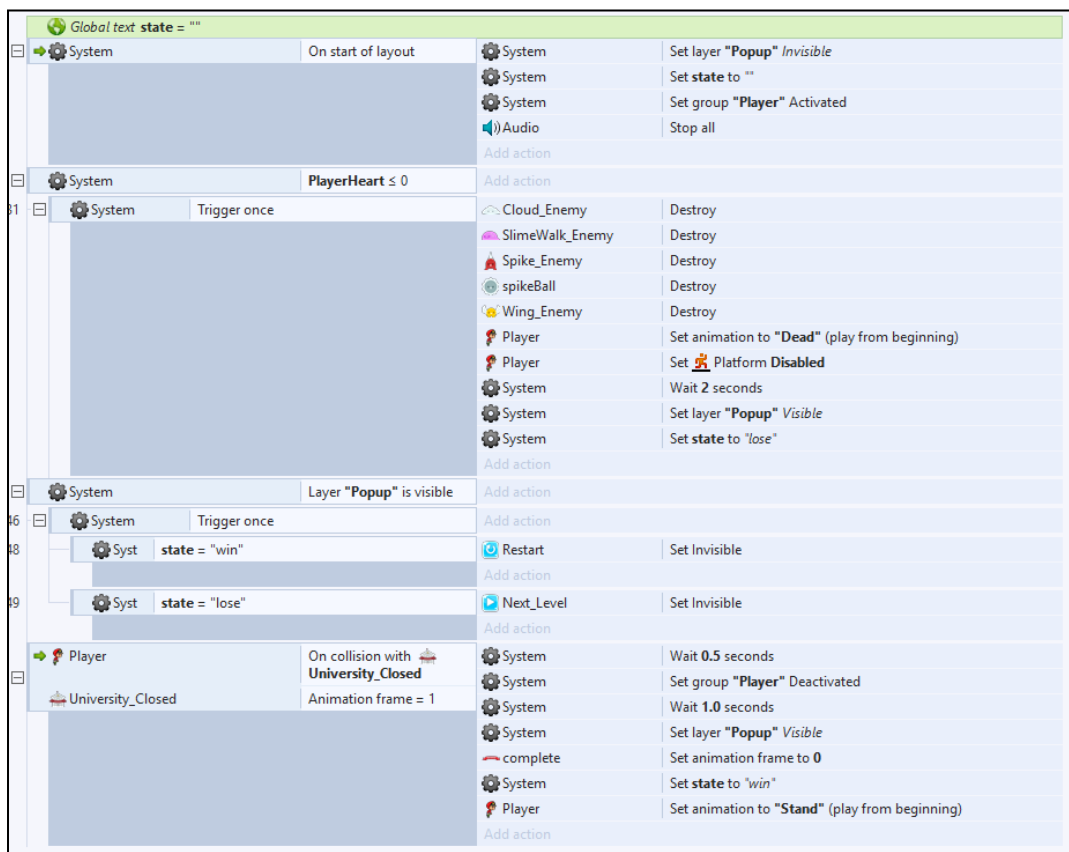 Global text state = ""
System On start of layout System Set layer "Popup" Invisible
System Set state to ""
System Set group "Player" Activated
Audio Stop all
Add action
System PlayerHeart ≤ 0 Add action
31 System Trigger once Cloud_Enemy Destroy
SlimeWalk_Enemy Destroy
Spike_Enemy Destroy
spikeBall Destroy
Wing_Enemy Destroy
Player Set animation to "Dead" (play from beginning)
Player Set Platform Disabled
System Wait 2 seconds
System Set layer "Popup" Visible
System Set state to "lose"
Add action
System Layer "Popup" is visible Add action
46 System Trigger once Add action
48 Syst state = "win" Restart Set Invisible
Add action
49 Syst state = "lose" Next_Level Set Invisible
Add action
Player On collision with System Wait 0.5 seconds
University_Closed System Set group "Player" Deactivated
University_Closed Animation frame = 1 System Wait 1.0 seconds
System Set layer "Popup" Visible
complete Set animation frame to 0
System Set state to "win"
Player Set animation to "Stand" (play from beginning)
Add action